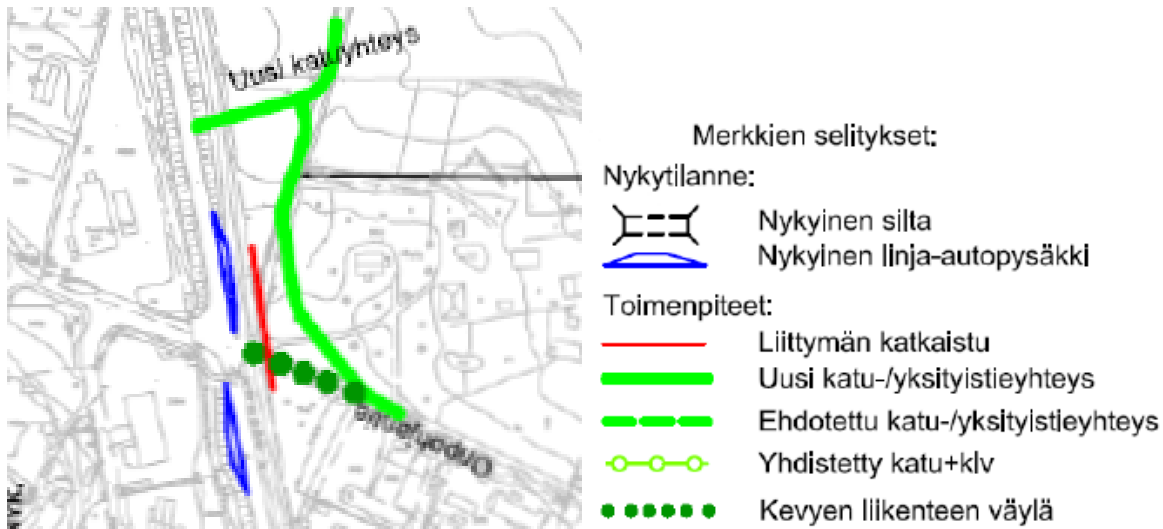 Uusi katuyhteys
Merkkien selitykset:
Nykytilanne:
Nykyinen silta
Nykyinen linja-autopysäkki
Toimenpiteet:
Liittymän katkaistu
Uusi katu-/yksityistieyhteys
Ehdotettu katu-/yksityistieyhteys
Yhdistetty katu+klv
Kevyen liikenteen väylä